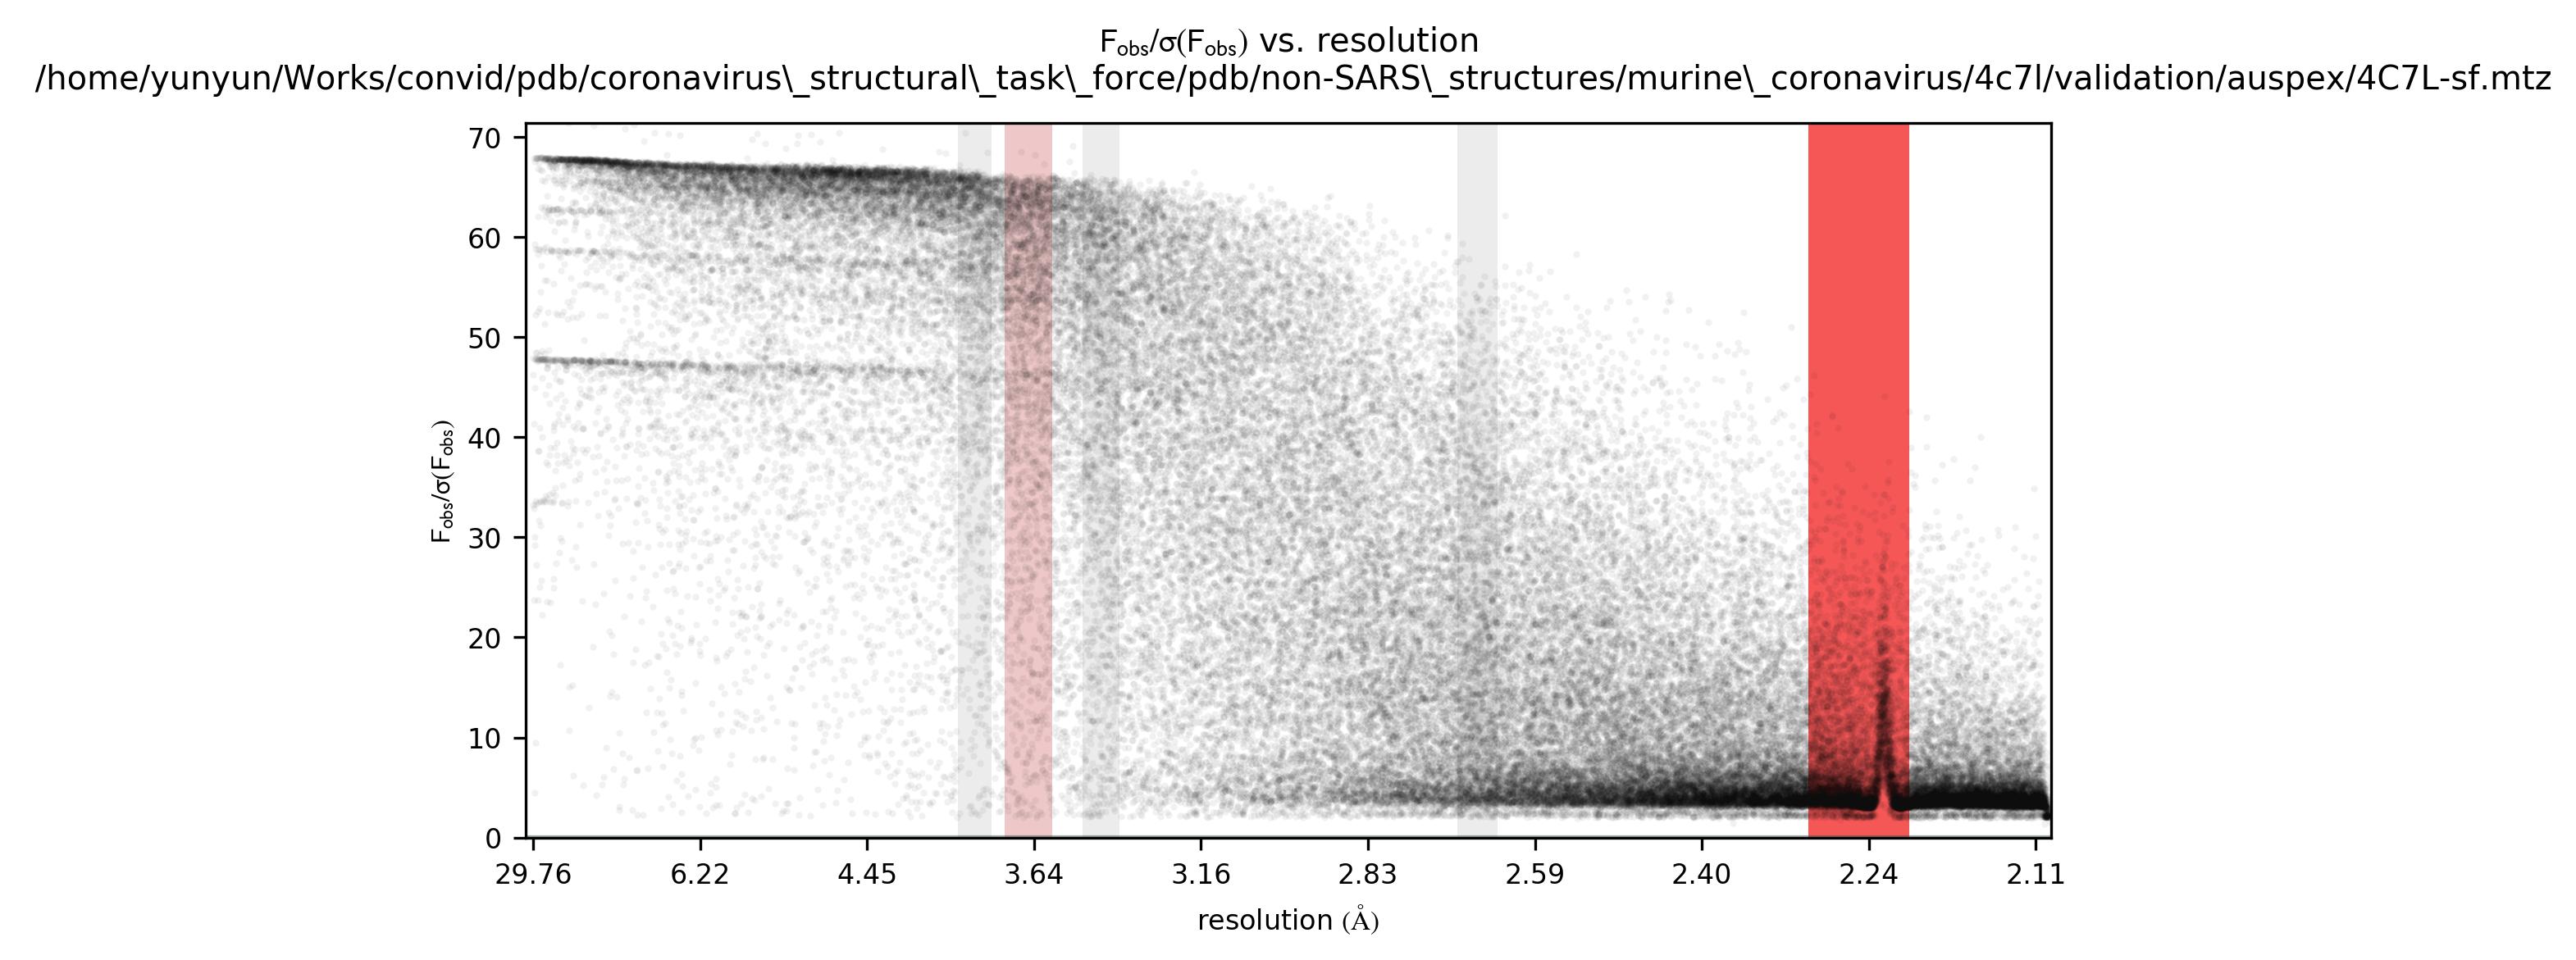 Fobs/σ(Fobs) vs. resolution
/home/yunyun/Works/convid/pdb/coronavirus\_structural\_task\_force/pdb/non-SARS\_structures/murine\_coronavirus/4c7l/validation/auspex/4C7L-sf.mtz
70
60
50
40
30
20
10
0
Fobs/σ(Fobs)
29.76 6.22 4.45 3.64 3.16 2.83 2.59 2.40 2.24 2.11
resolution (Å)